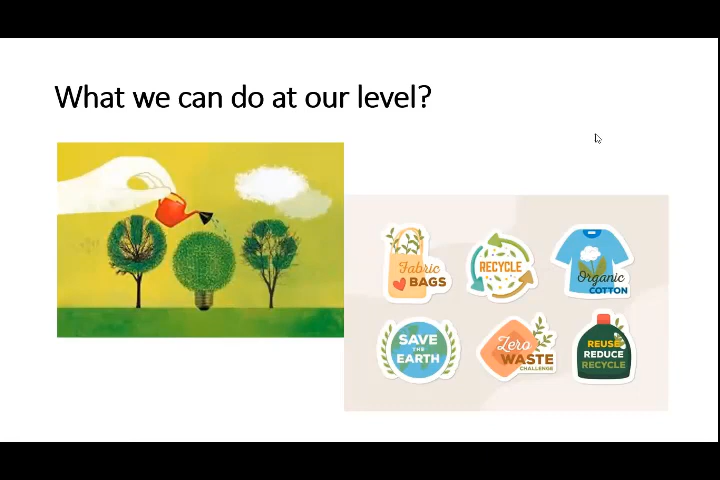 What we can do at our level?
Fabric
BAGS
RECYCLE
Organic
COTTON
SAVE
THE
EARTH
Zero
WASTE
CHALLENGE
REUSE
REDUCE
RECYCLE